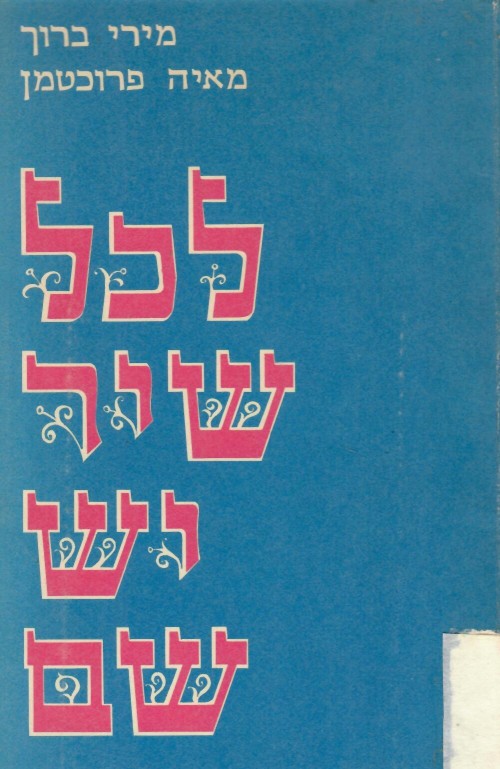 מירי ברוך
מאיה פרוכטמן
לכל
שיר
יש
שם